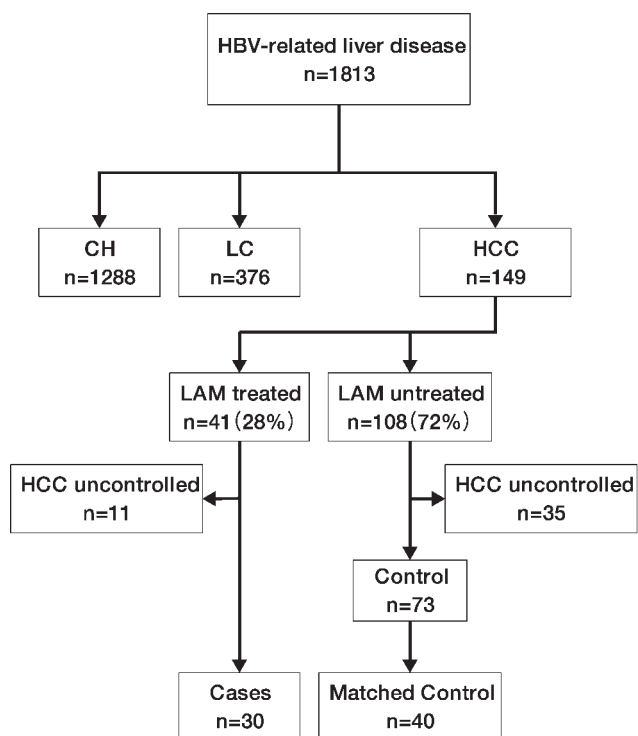 HBV-related liver disease
n=1813
CH
n=1288
LC
n=376
HCC
n=149
LAM treated
n=41(28%)
LAM untreated
n=108(72%)
HCC uncontrolled
n=11
HCC uncontrolled
n=35
Control
n=73
Cases
n=30
Matched Control
n=40